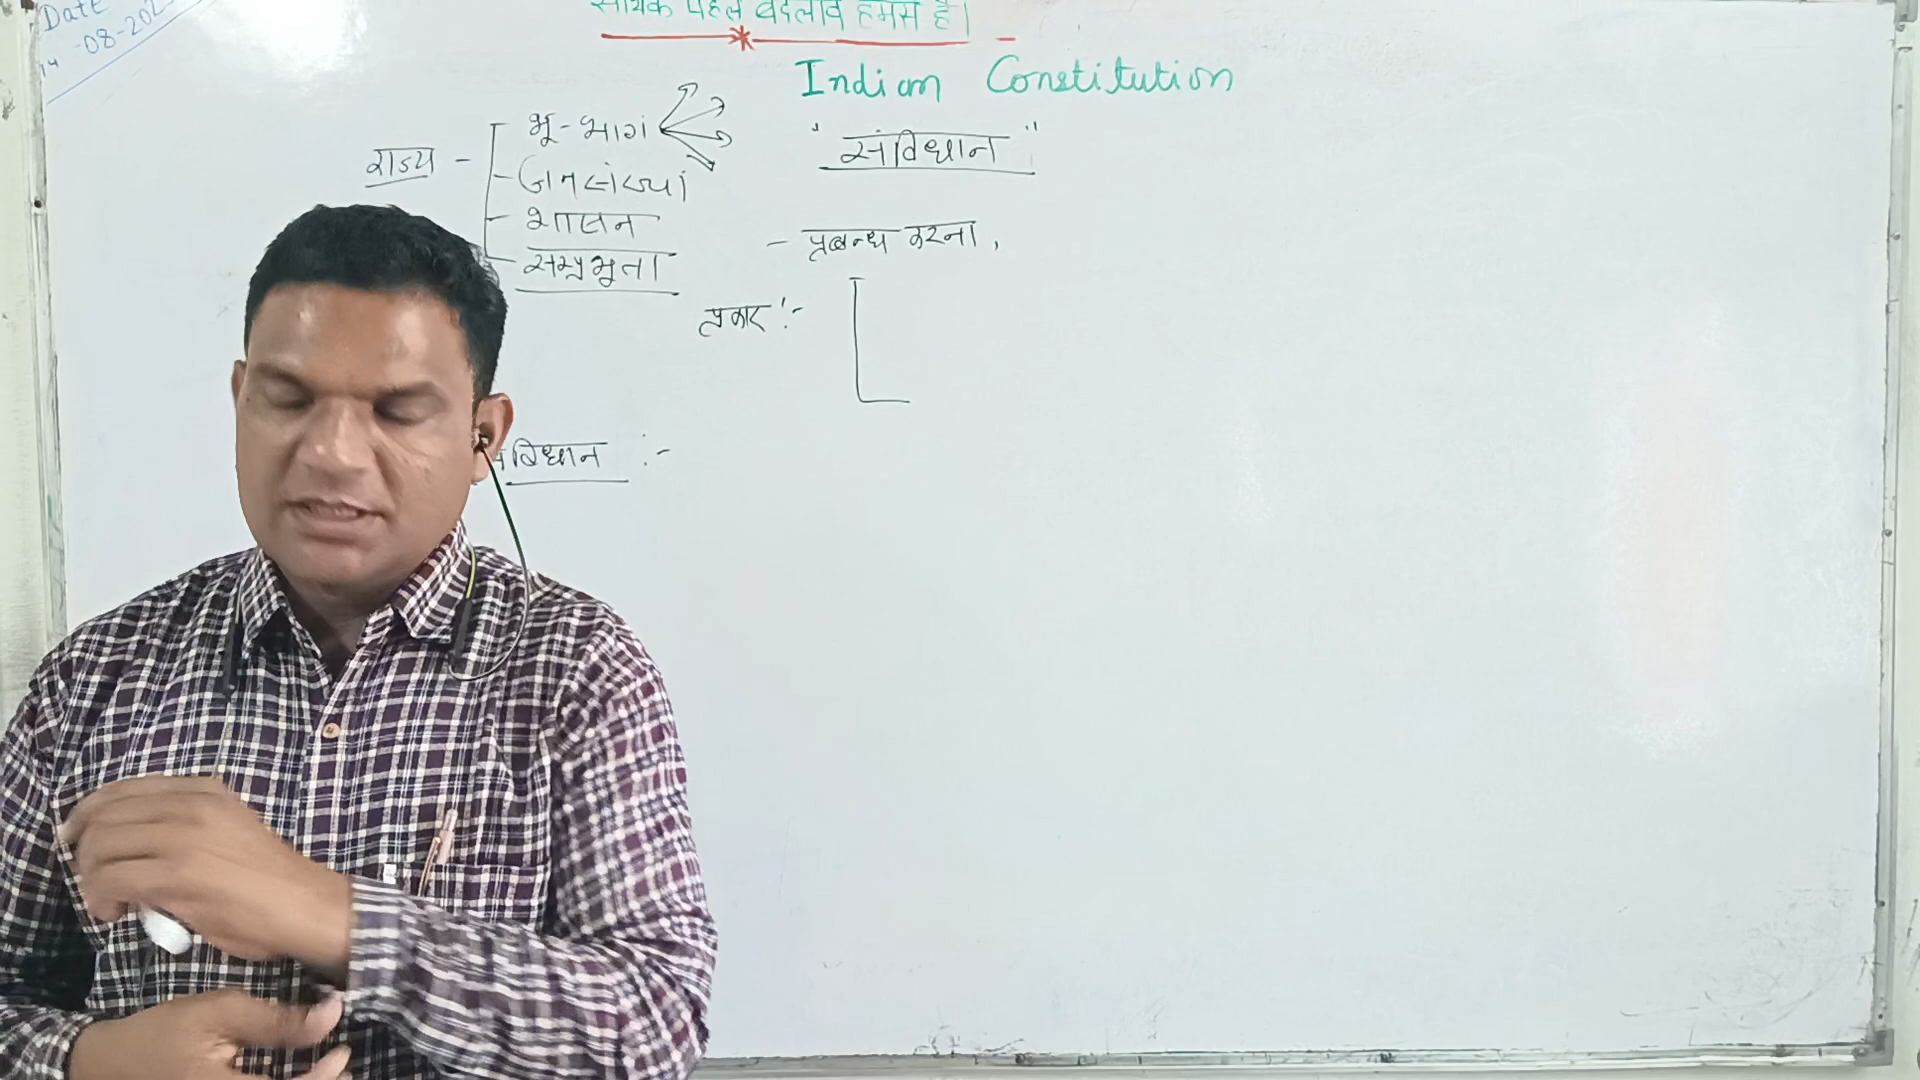 Date
14-08-202
सार्थक पहल बदलाव हमसे है।
Indian Constitution
"संविधान"
राज्य -
भू-भाग
जनसंख्या
शासन
सम्प्रभुता
- प्रबन्ध करना,
प्रकार :-
विधान :-